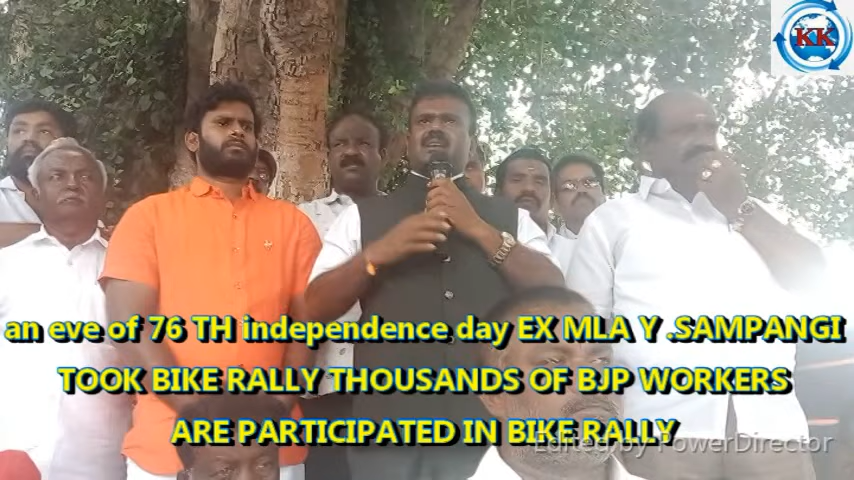 KK
an eve of 76 TH independence day EX MLA Y .SAMPANGI
TOOK BIKE RALLY THOUSANDS OF BJP WORKERS
ARE PARTICIPATED IN BIKE RALLY
Edited by PowerDirector